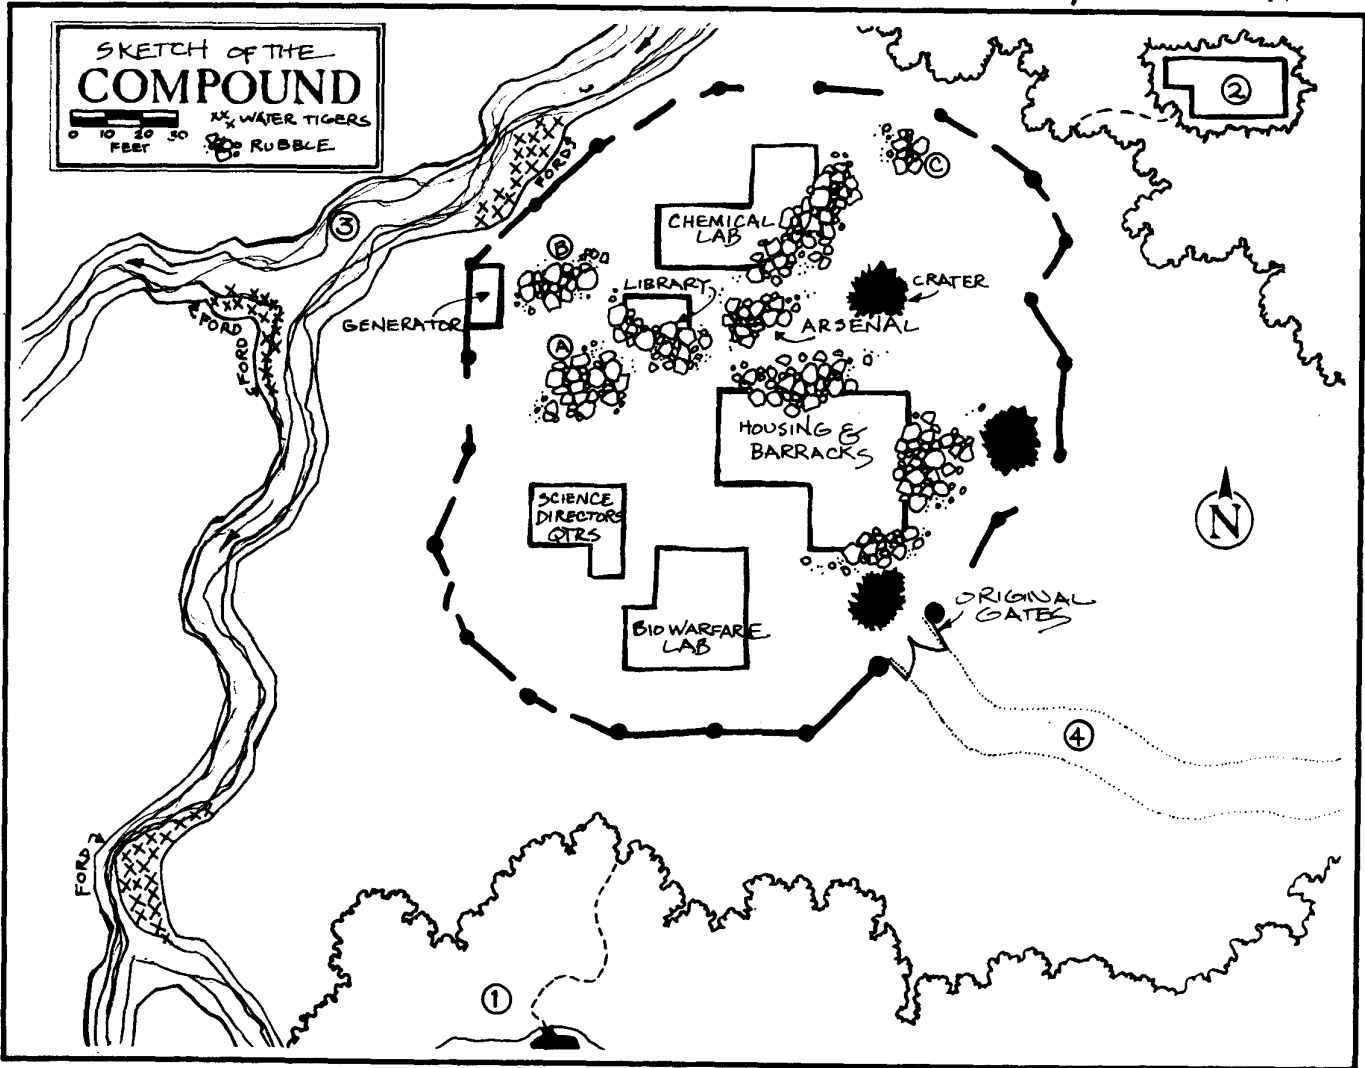 SKETCH OF THE
COMPOUND
0 10 20 30
FEET
WATER TIGERS
RUBBLE
2
FORDS
C
3
CHEMICAL
LAB
B
LIBRARY
CRATER
GENERATOR
ARSENAL
FORD
FORD
A
HOUSING &
BARRACKS
SCIENCE
DIRECTORS
QTRS
N
ORIGINAL
GATES
BIO WARFARE
LAB
4
FORD
1